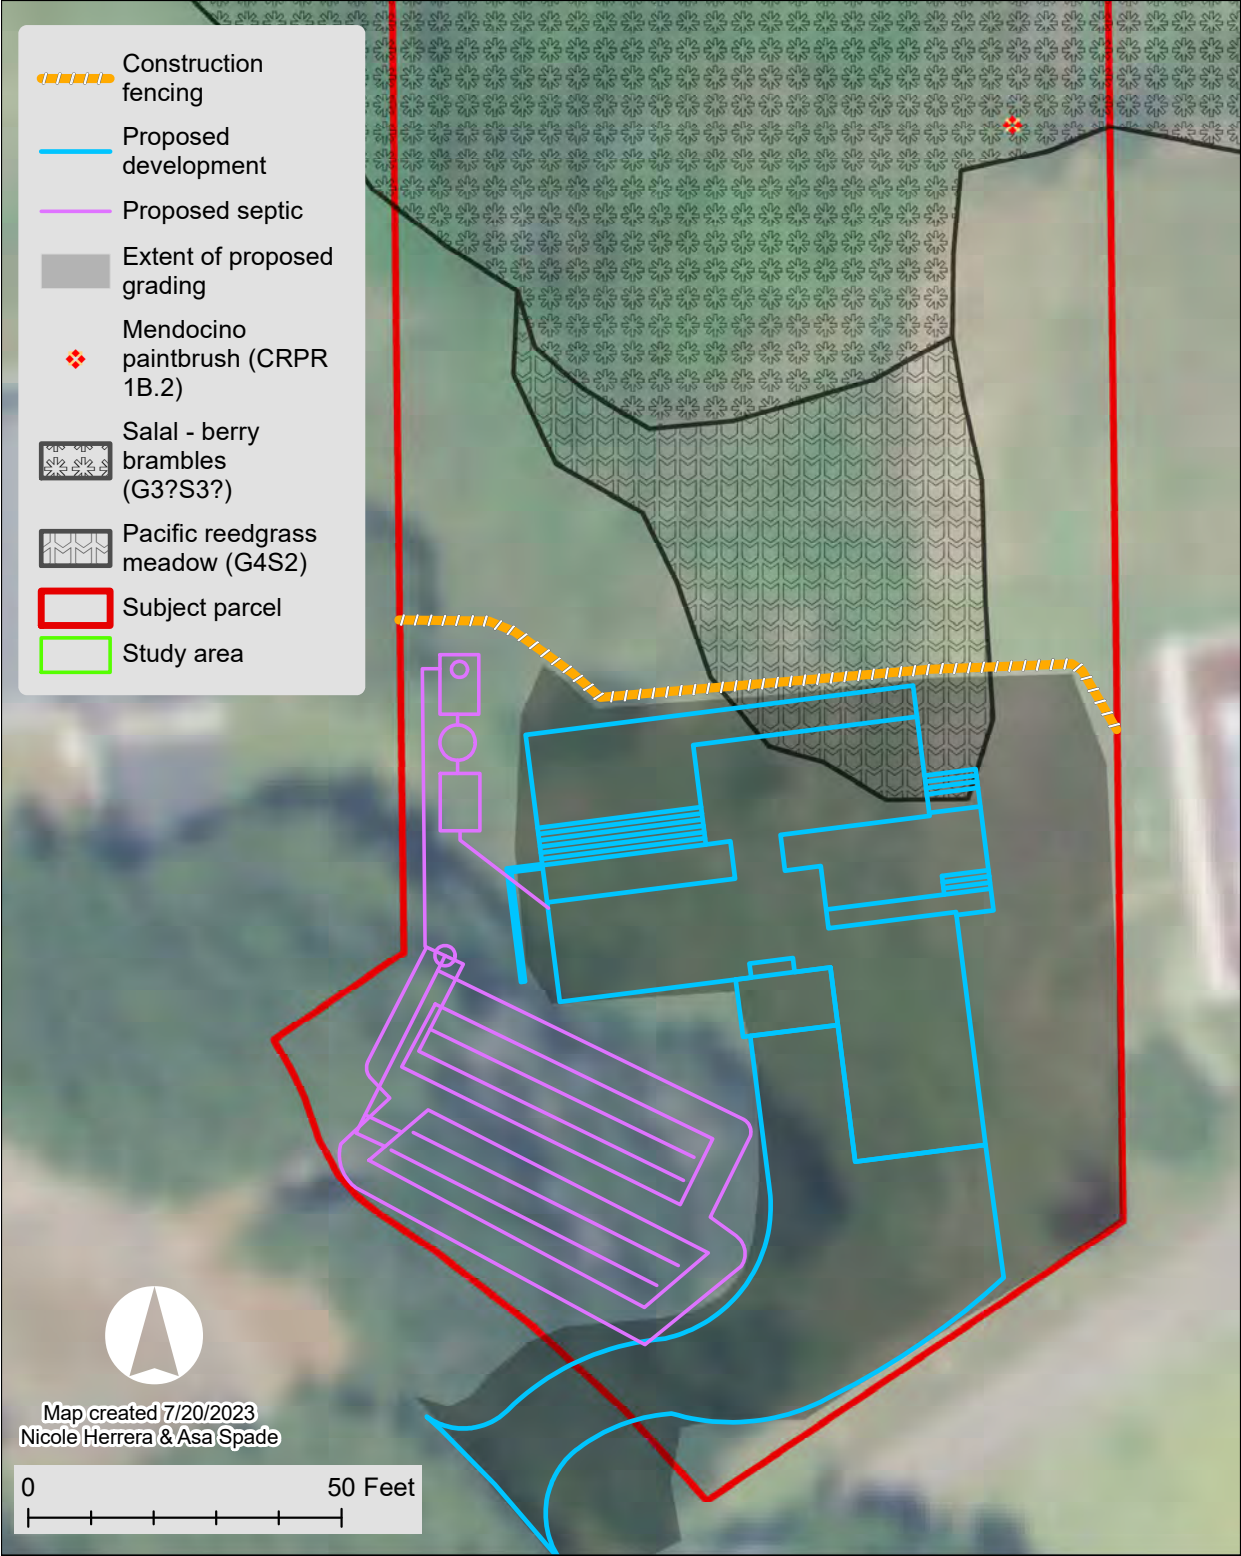 Construction
fencing
Proposed
development
Proposed septic
Extent of proposed
grading
Mendocino
paintbrush (CRPR
1B.2)
Salal - berry
brambles
(G3?S3?)
Pacific reedgrass
meadow (G4S2)
Subject parcel
Study area
Map created 7/20/2023
Nicole Herrera & Asa Spade
0 50 Feet